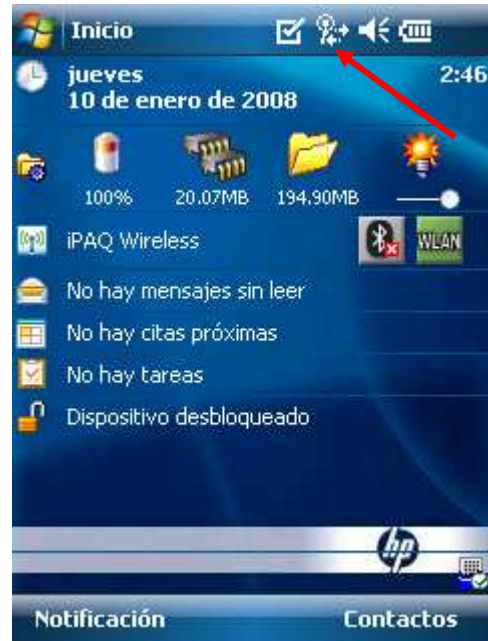 Inicio
jueves 2:46
10 de enero de 2008
100% 20.07MB 194.90MB
iPAQ Wireless WLAN
No hay mensajes sin leer
No hay citas próximas
No hay tareas
Dispositivo desbloqueado
hp
Notificación Contactos